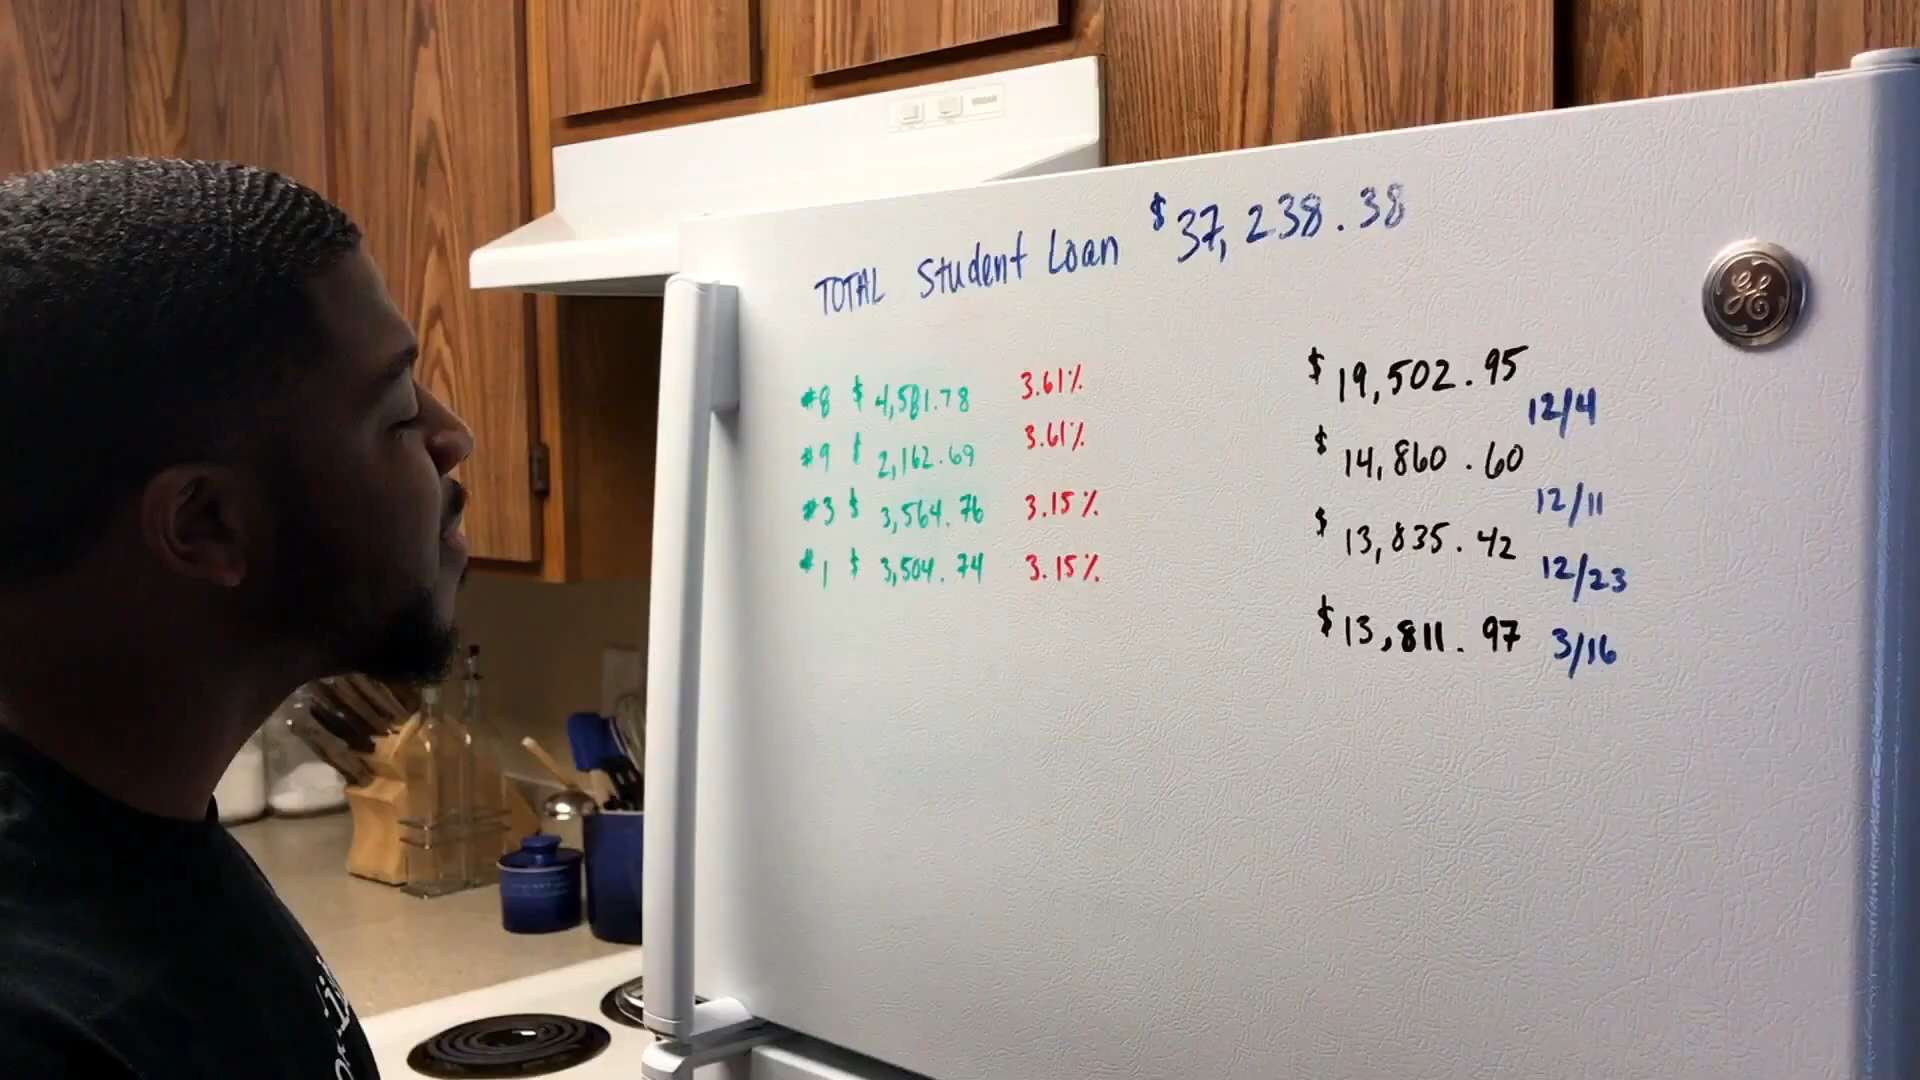 TOTAL Student Loan $37,238.38
#8 $ 4,581.78 3.61%
#9 $ 2,162.69 3.61%
#3 $ 3,564.76 3.15%
#1 $ 3,504.74 3.15%
$19,502.95
12/4
$14,860.60
12/11
$13,835.42
12/23
$13,811.97 3/16
GE